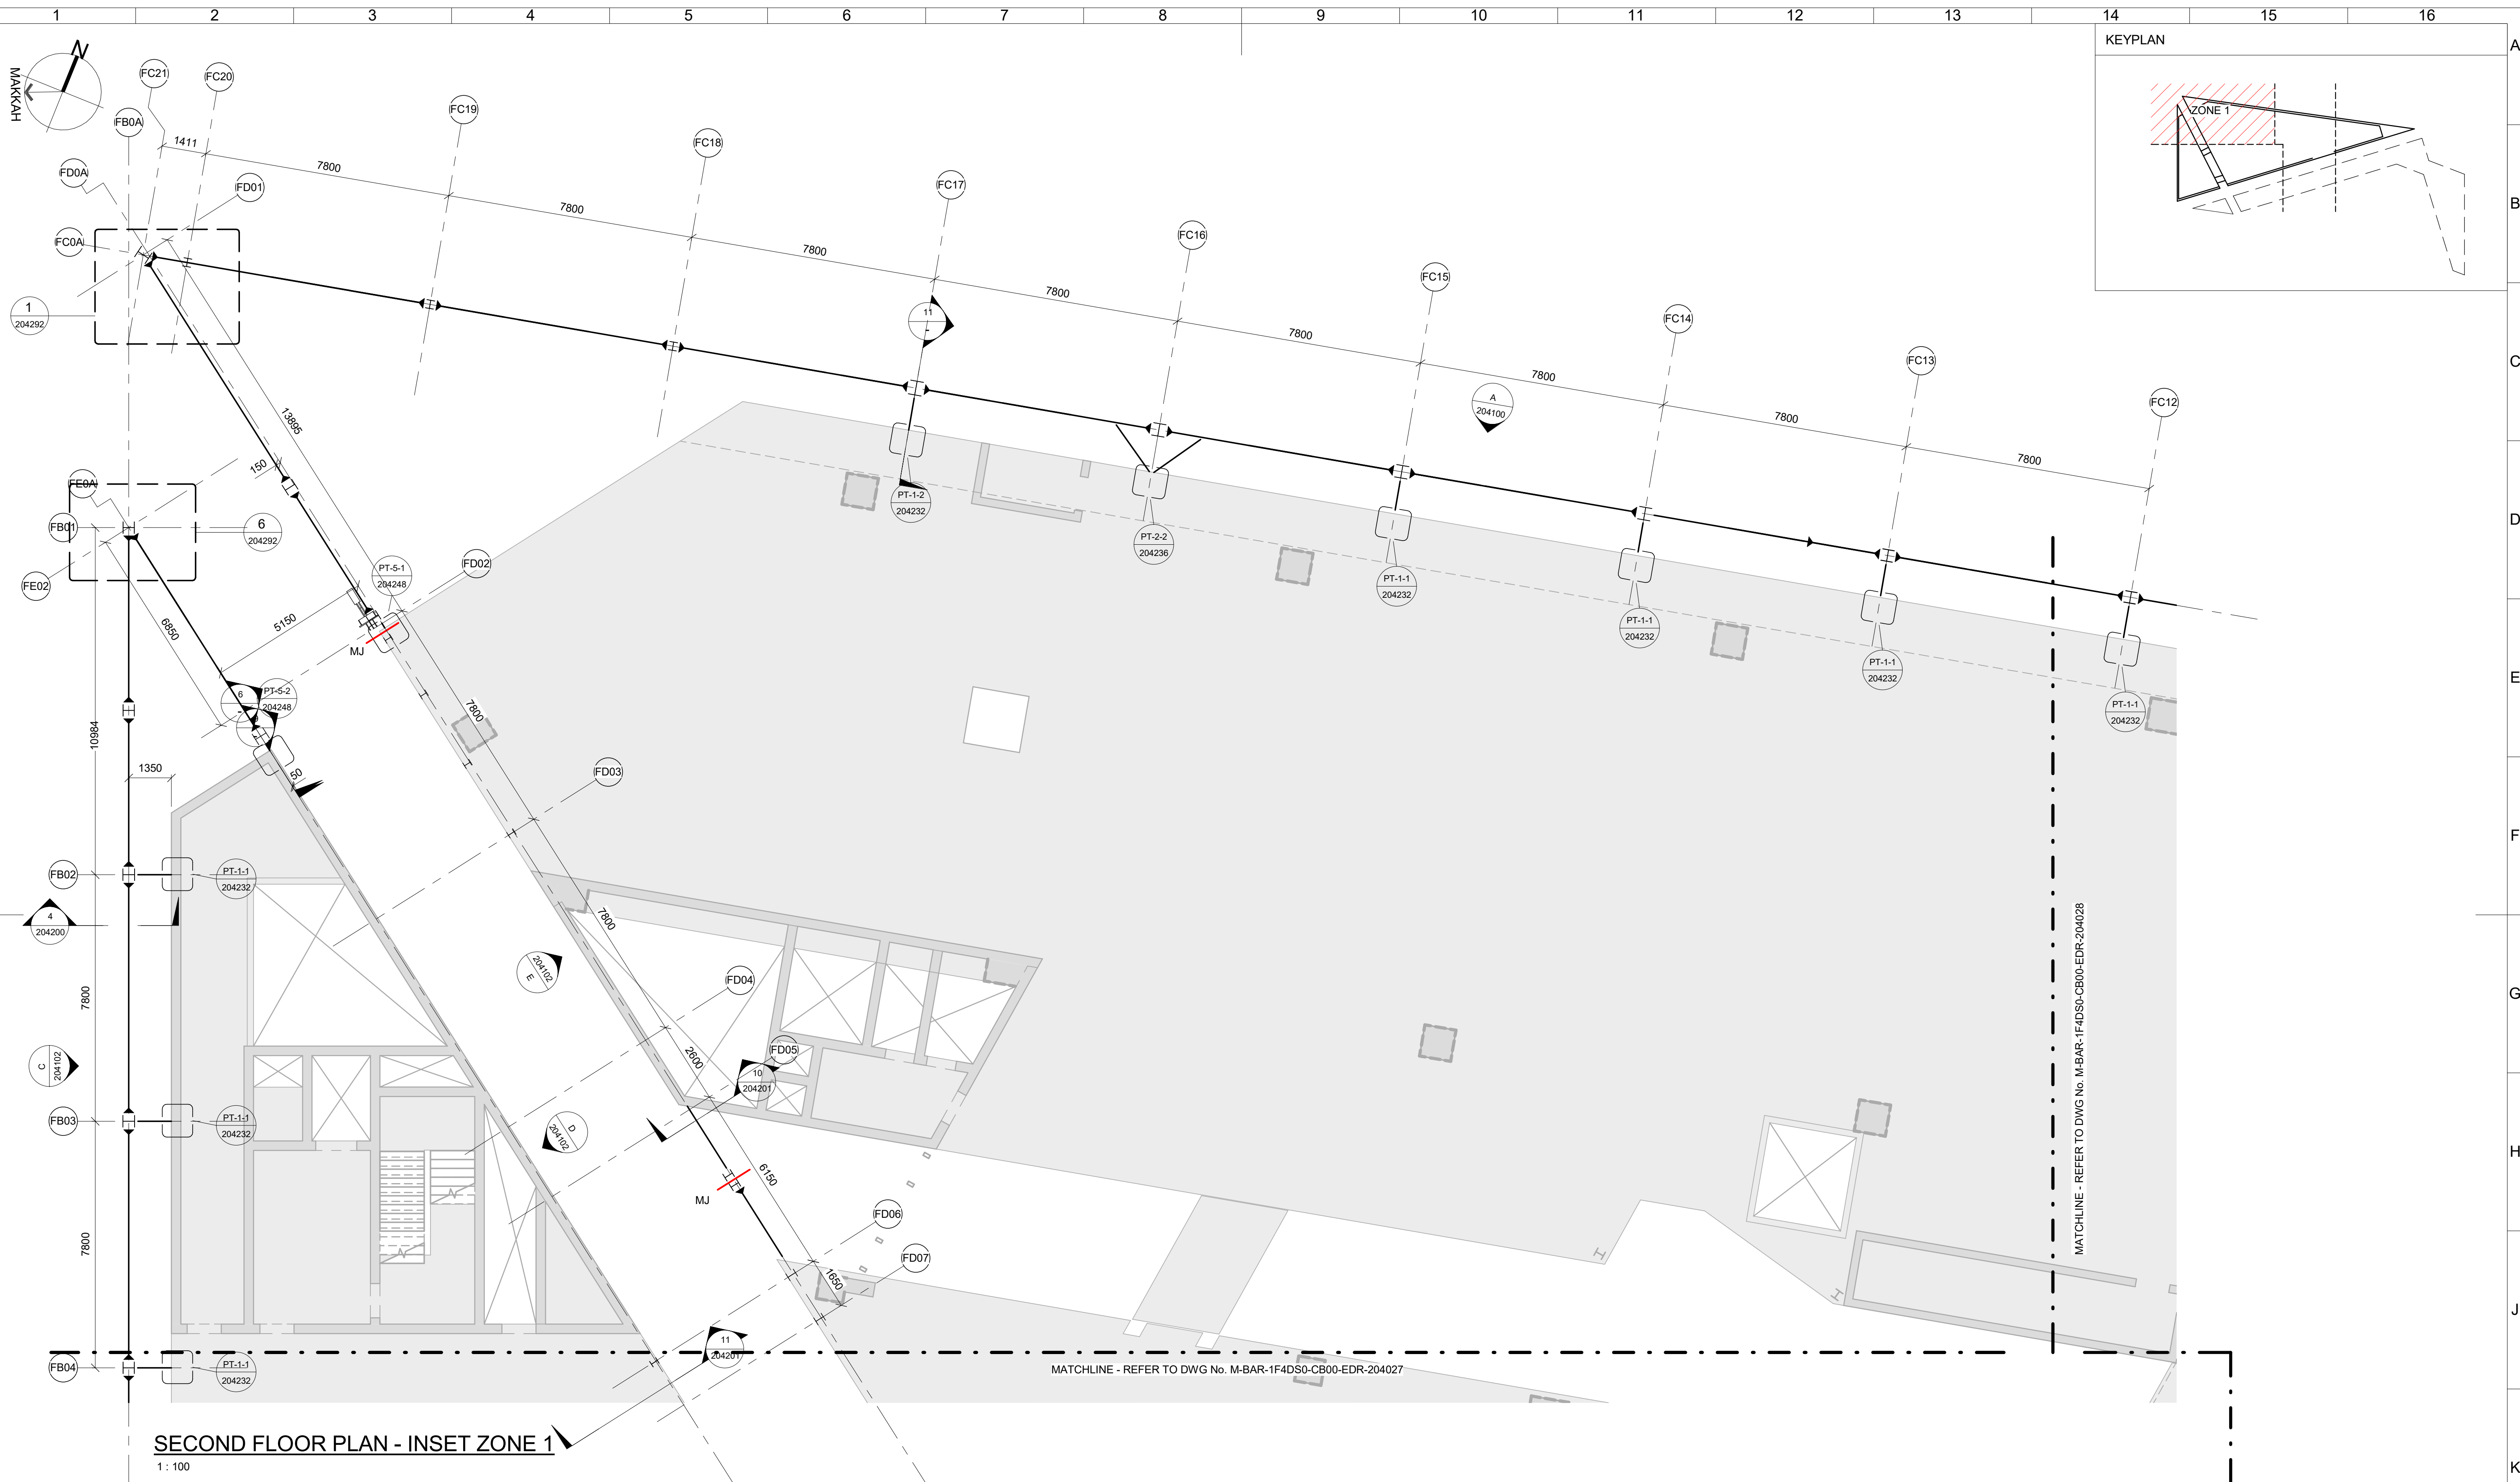 1 2 3 4 5 6 7 8 9 10 11 12 13 14 15 16
A
B
C
D
E
F
G
H
J
K
KEYPLAN
ZONE 1
N
MAKKAH
FC21
FC20
FB0A
FC19
FC18
FC17
FC16
FC15
FC14
FC13
FC12
FD0A
FD01
FC0A
1411
7800
7800
7800
7800
7800
7800
7800
7800
1
204292
11
-
A
204100
13895
150
FE0A
FB01
6
204292
FE02
PT-1-2
204232
PT-2-2
204236
PT-1-1
204232
PT-1-1
204232
PT-1-1
204232
PT-1-1
204232
PT-5-1
204248
FD02
6850
5150
MJ
6
-
PT-5-2
204248
7800
10984
1350
50
FD03
FB02
PT-1-1
204232
4
204200
7800
204102
E
FD04
7800
C
204102
2600
FD05
10
204201
FB03
PT-1-1
204232
D
204102
6150
MJ
FD06
7800
FD07
1650
11
204201
FB04
PT-1-1
204232
MATCHLINE - REFER TO DWG No. M-BAR-1F4DS0-CB00-EDR-204028
MATCHLINE - REFER TO DWG No. M-BAR-1F4DS0-CB00-EDR-204027
SECOND FLOOR PLAN - INSET ZONE 1
1 : 100